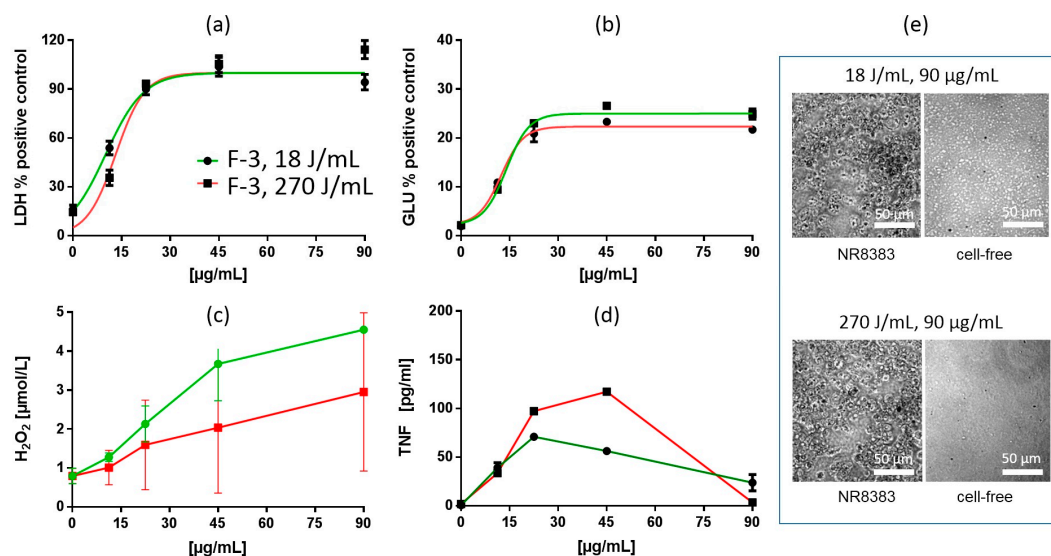 (a)
LDH % positive control
120
90
60
30
0
F-3, 18 J/mL
F-3, 270 J/mL
0 15 30 45 60 75 90
[µg/mL]
(b)
GLU % positive control
40
30
20
10
0
0 15 30 45 60 75 90
[µg/mL]
(c)
H₂O₂ [µmol/L]
5
4
3
2
1
0
0 15 30 45 60 75 90
[µg/mL]
(d)
TNF [pg/ml]
200
150
100
50
0
0 15 30 45 60 75 90
[µg/mL]
(e)
18 J/mL, 90 µg/mL
50 µm 50 µm
NR8383 cell-free
270 J/mL, 90 µg/mL
50 µm 50 µm
NR8383 cell-free